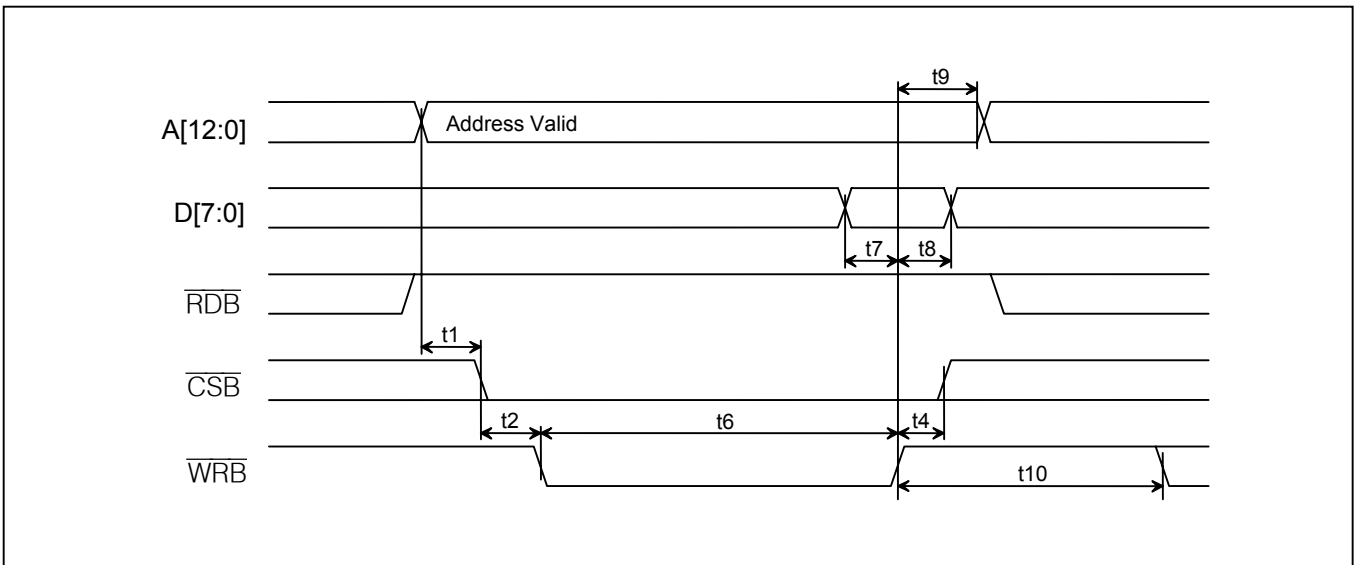 t9
A[12:0] Address Valid
D[7:0]
t7 t8
RDB
t1
CSB
t2 t6 t4
WRB
t10